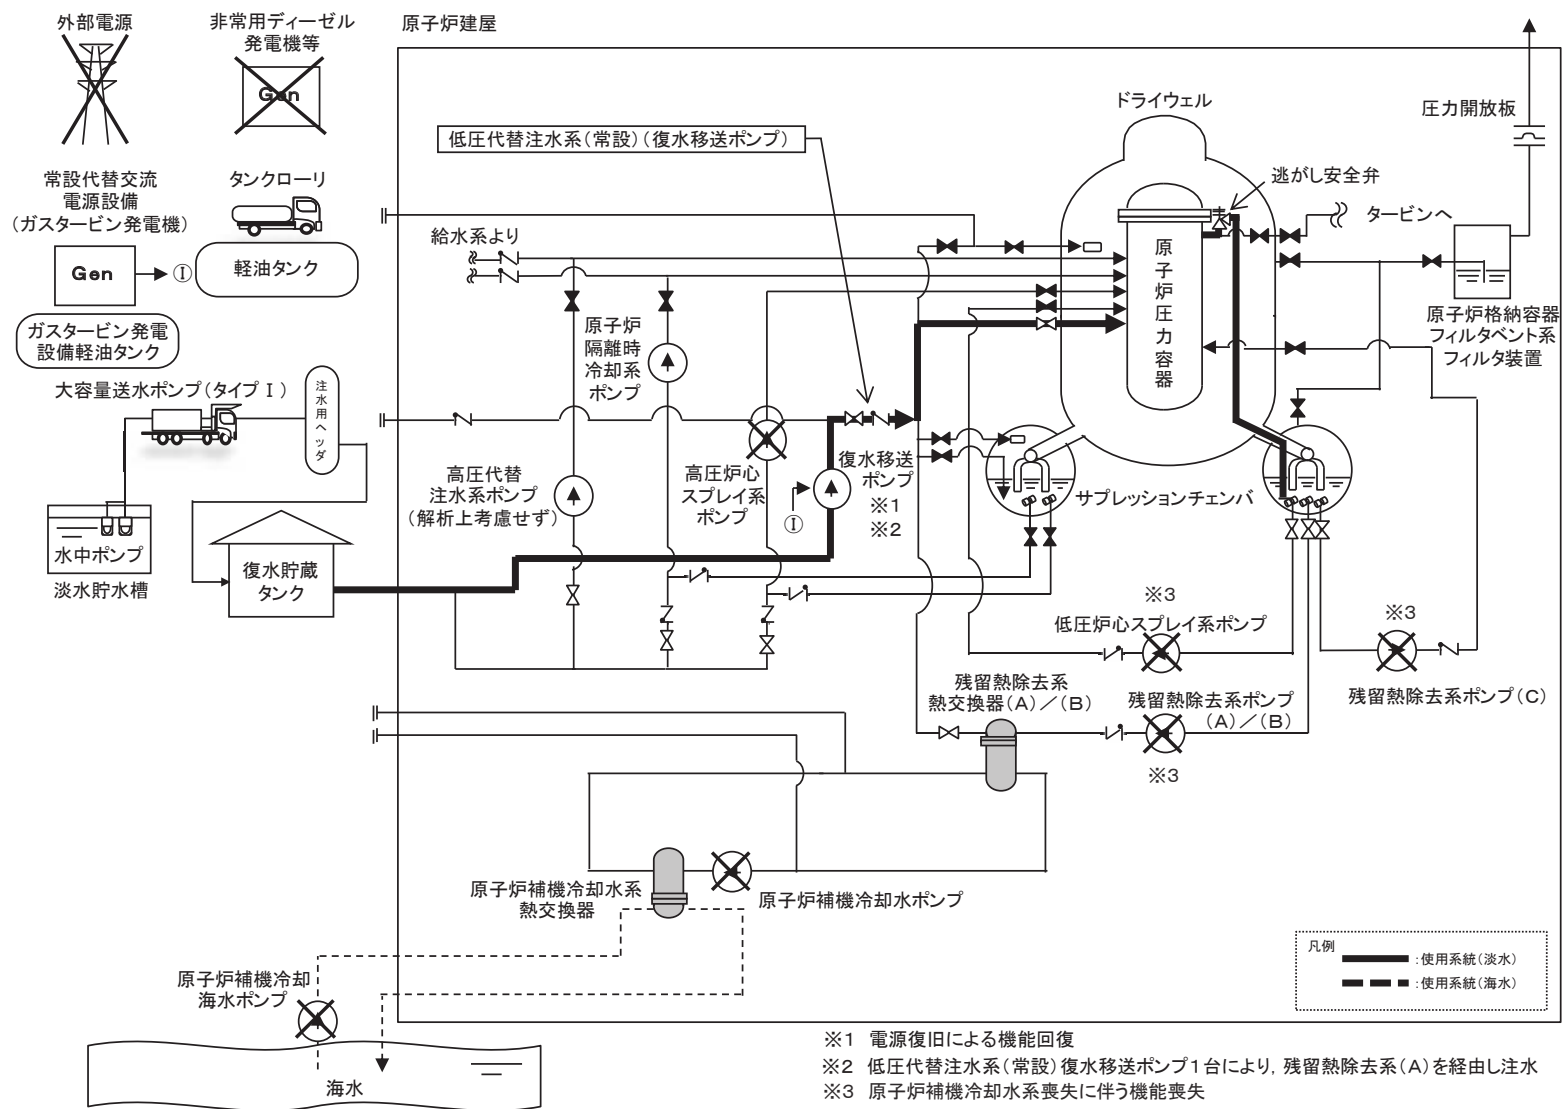 外部電源
非常用ディーゼル
発電機等
Gen
原子炉建屋
常設代替交流
電源設備
(ガスタービン発電機)
タンクローリ
Gen
Ⓘ
軽油タンク
ガスタービン発電
設備軽油タンク
大容量送水ポンプ(タイプⅠ)
注水用ヘッダ
水中ポンプ
淡水貯水槽
復水貯蔵
タンク
低圧代替注水系(常設)(復水移送ポンプ)
ドライウェル
圧力開放板
逃がし安全弁
タービンへ
給水系より
原子炉圧力容器
原子炉格納容器
フィルタベント系
フィルタ装置
原子炉
隔離時
冷却系
ポンプ
高圧代替
注水系ポンプ
(解析上考慮せず)
高圧炉心
スプレイ系
ポンプ
復水移送
ポンプ
※1
※2
Ⓘ
サプレッションチェンバ
※3
低圧炉心スプレイ系ポンプ
※3
残留熱除去系ポンプ(C)
残留熱除去系
熱交換器(A)/(B)
残留熱除去系ポンプ
(A)/(B)
※3
原子炉補機冷却水系
熱交換器
原子炉補機冷却水ポンプ
原子炉補機冷却
海水ポンプ
海水
凡例
:使用系統(淡水)
:使用系統(海水)
※1 電源復旧による機能回復
※2 低圧代替注水系(常設)復水移送ポンプ1台により,残留熱除去系(A)を経由し注水
※3 原子炉補機冷却水系喪失に伴う機能喪失